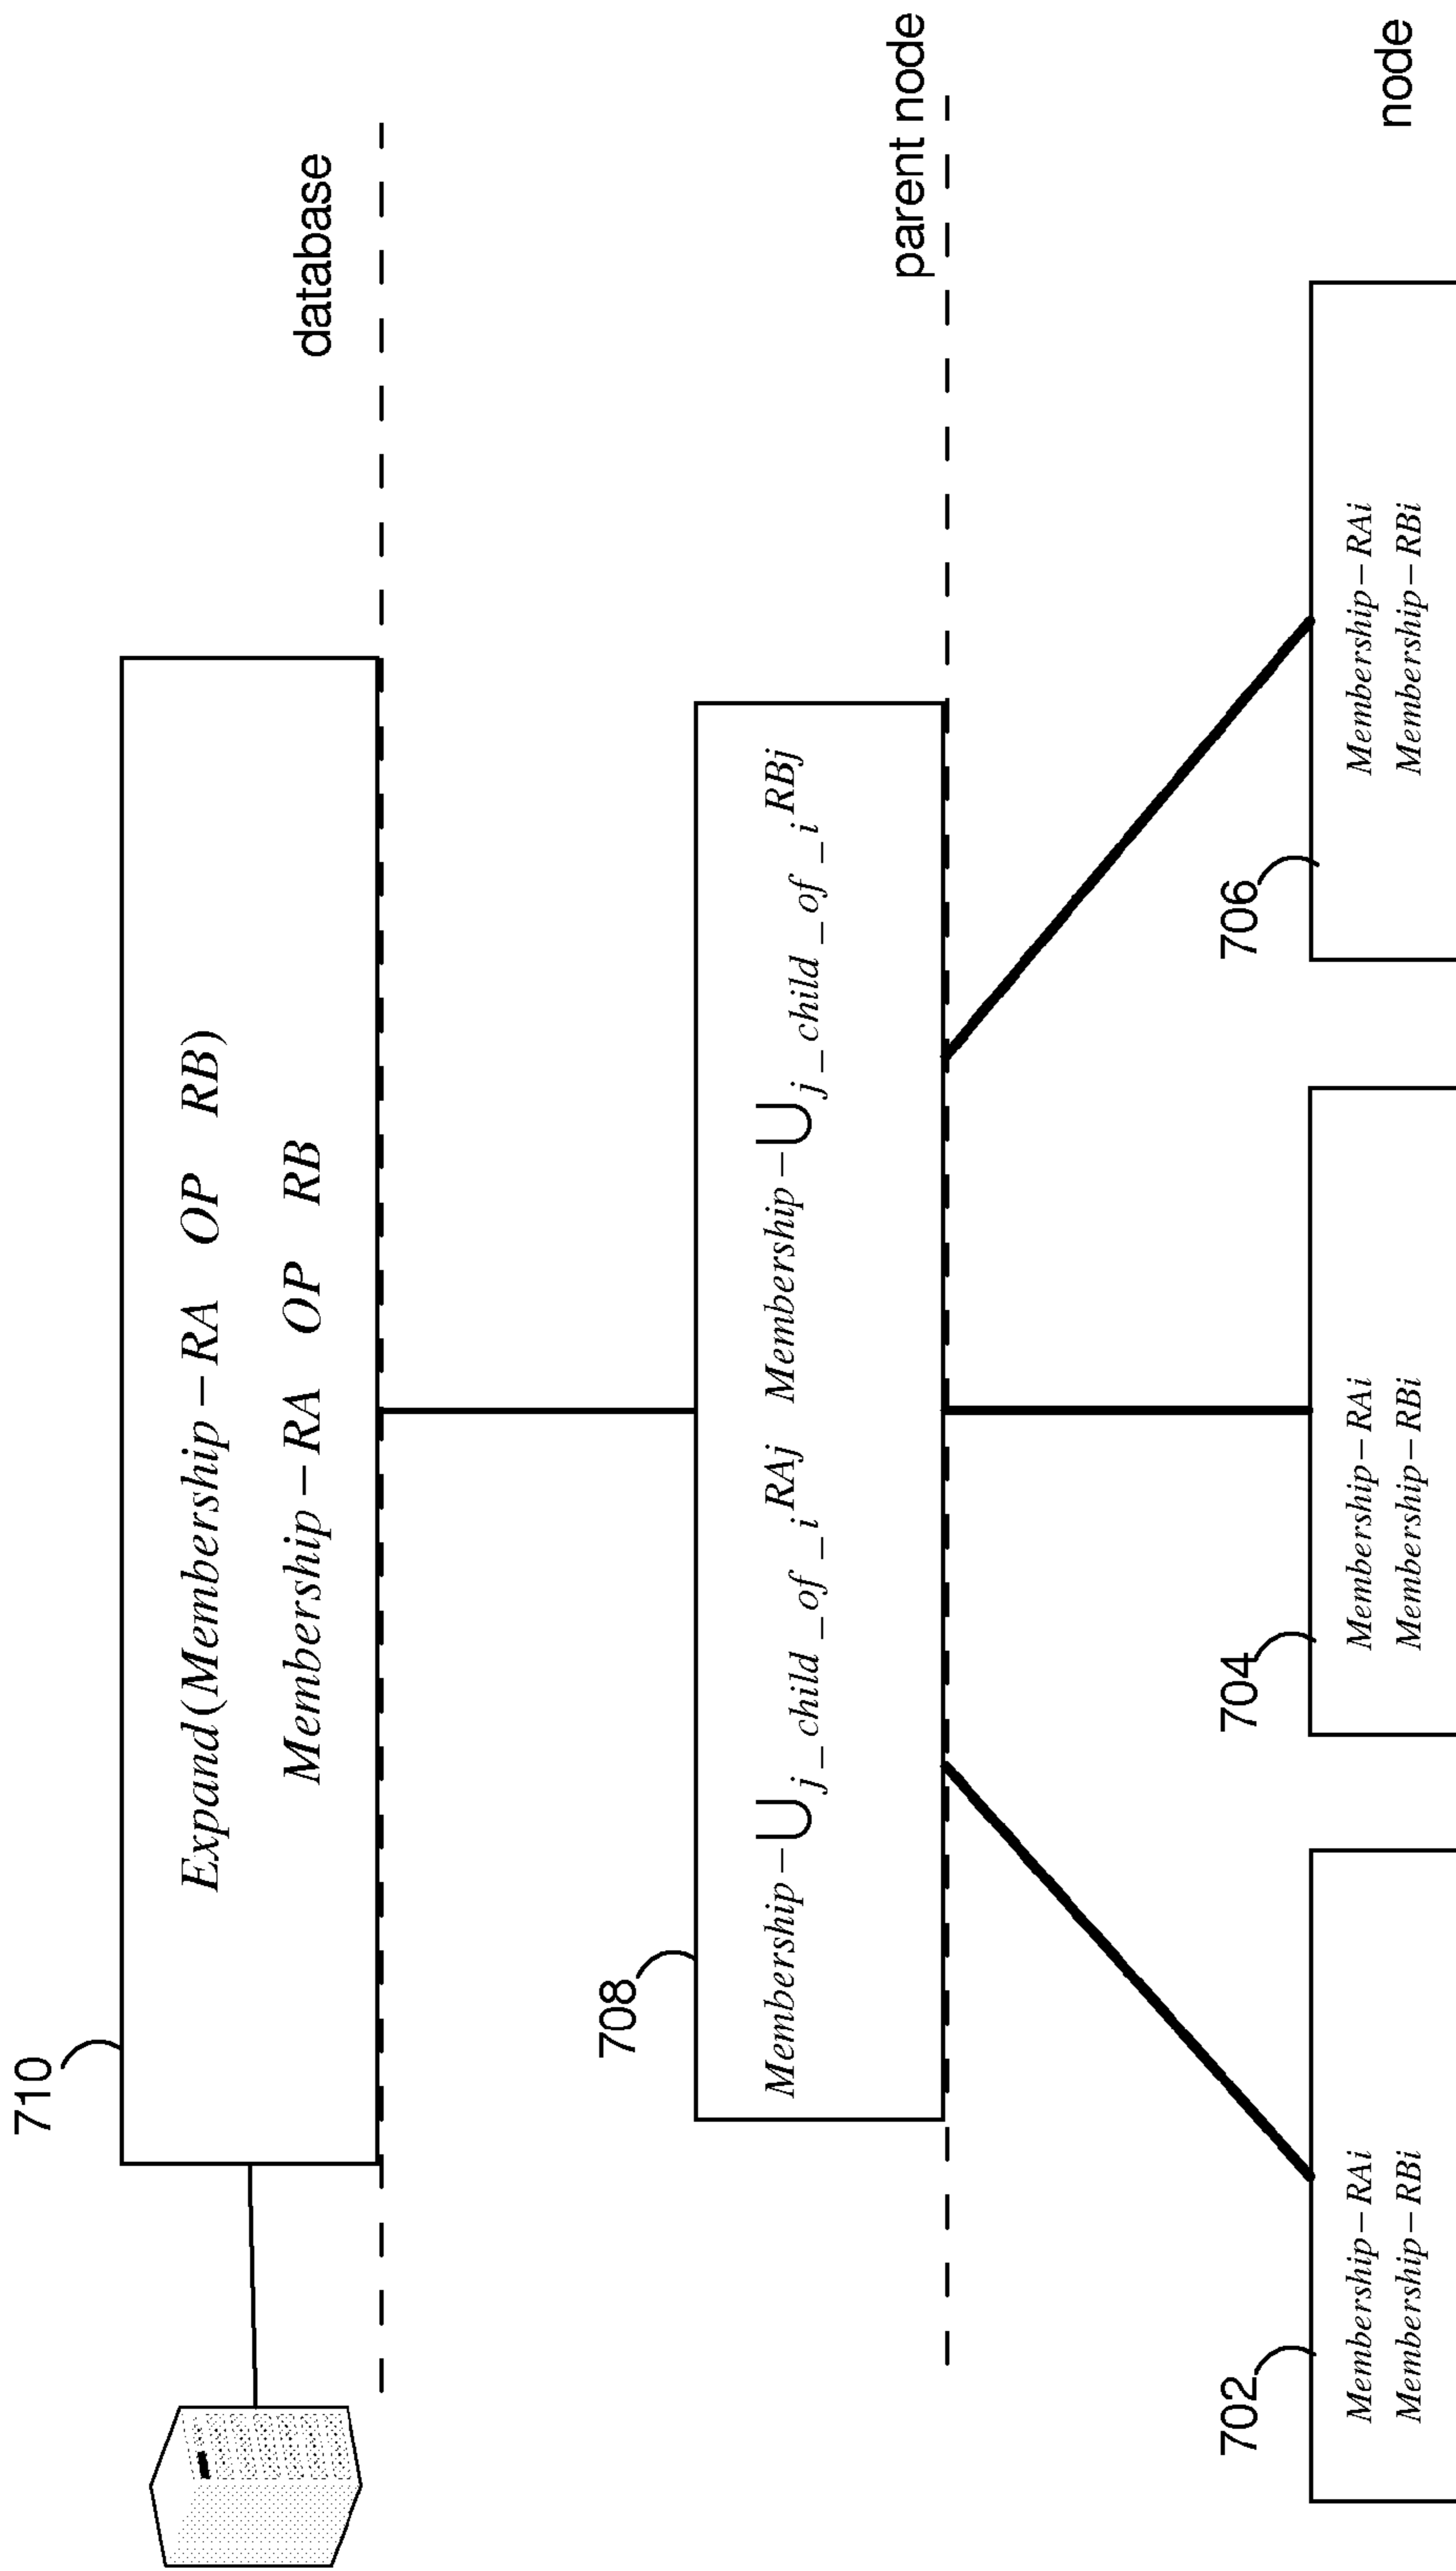 710
Expand(Membership–RA OP RB)
Membership–RA OP RB
database
708
Membership–⋃j_child_of_i RAj Membership–⋃j_child_of_i RBj
parent node
702
704
706
Membership–RAi
Membership–RBi
Membership–RAi
Membership–RBi
Membership–RAi
Membership–RBi
node